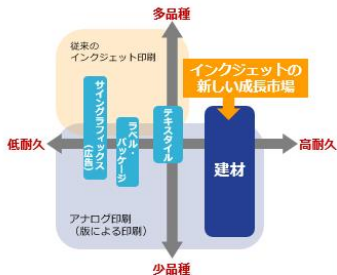 多品種
従来の
インクジェット印刷
インクジェットの
新しい成長市場
サイングラフィックス
(広告)
ラベル・
パッケージ
テキスタイル
建材
低耐久
高耐久
アナログ印刷
(版による印刷)
少品種